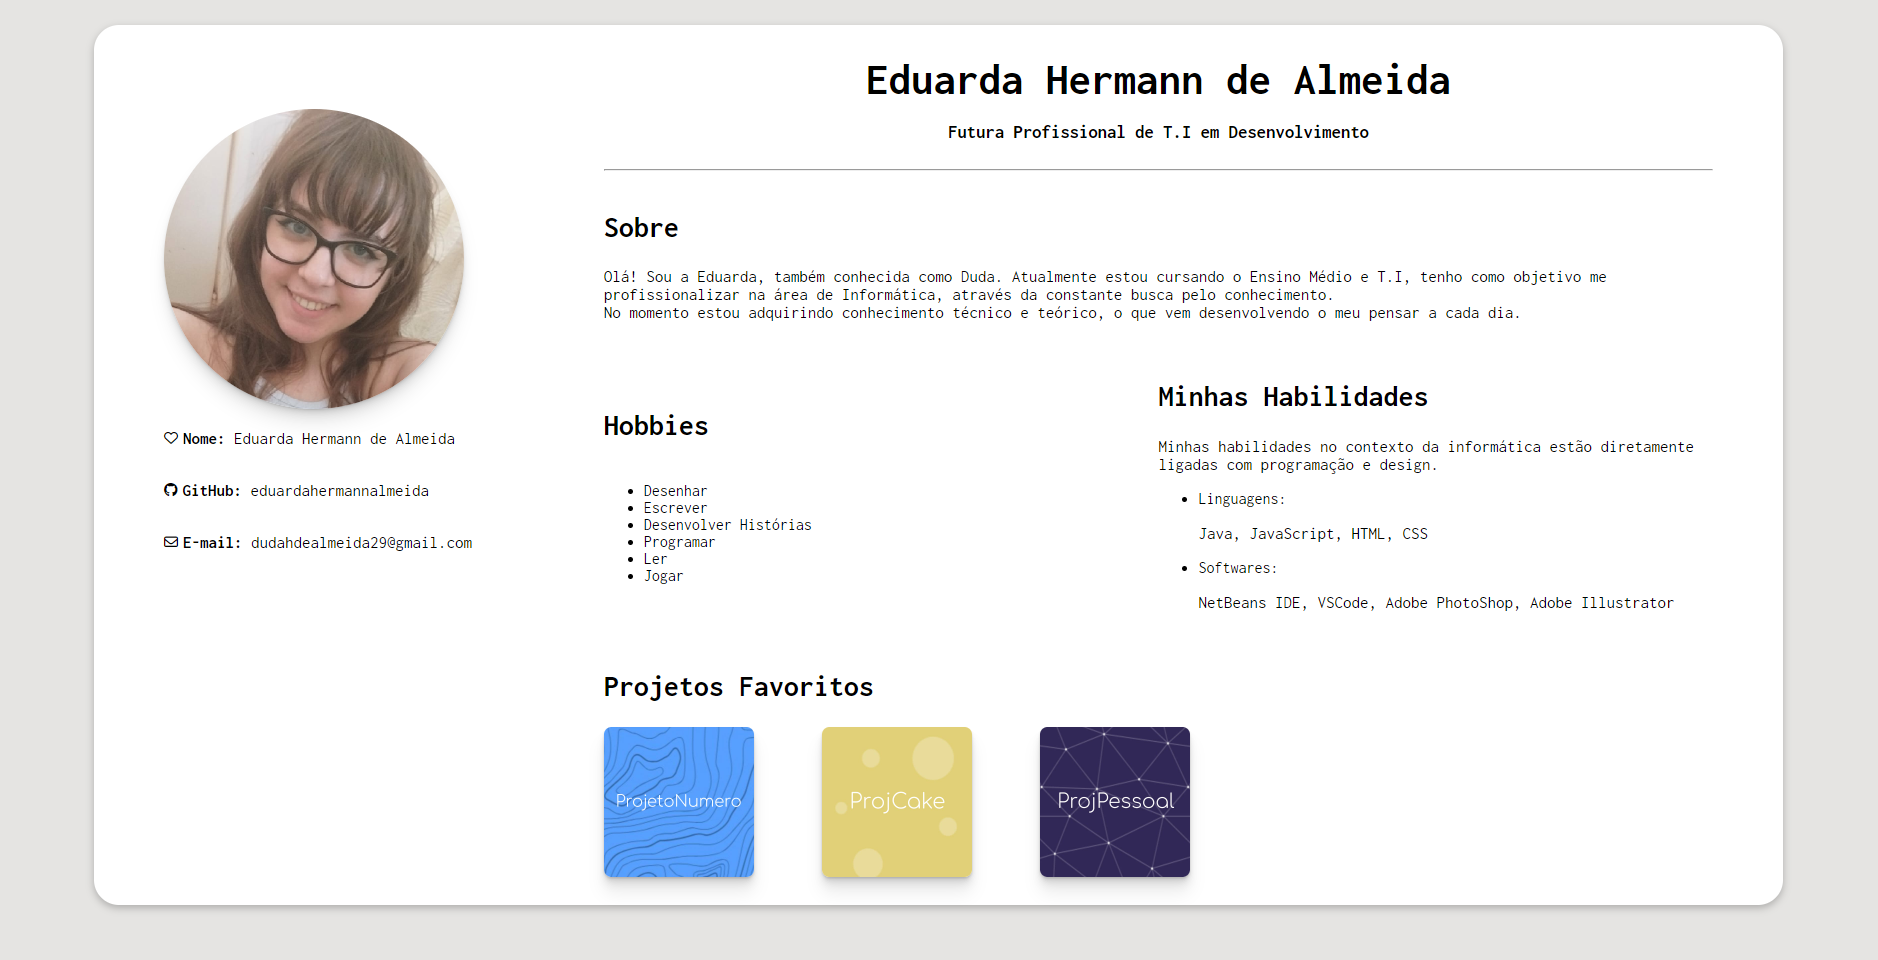 Eduarda Hermann de Almeida
Futura Profissional de T.I em Desenvolvimento
Nome: Eduarda Hermann de Almeida
GitHub: eduardahermannalmeida
E-mail: dudahdealmeida29@gmail.com
Sobre
Olá! Sou a Eduarda, também conhecida como Duda. Atualmente estou cursando o Ensino Médio e T.I, tenho como objetivo me
profissionalizar na área de Informática, através da constante busca pelo conhecimento.
No momento estou adquirindo conhecimento técnico e teórico, o que vem desenvolvendo o meu pensar a cada dia.
Hobbies
• Desenhar
• Escrever
• Desenvolver Histórias
• Programar
• Ler
• Jogar
Minhas Habilidades
Minhas habilidades no contexto da informática estão diretamente
ligadas com programação e design.
• Linguagens:
Java, JavaScript, HTML, CSS
• Softwares:
NetBeans IDE, VSCode, Adobe PhotoShop, Adobe Illustrator
Projetos Favoritos
ProjetoNumero
ProjCake
ProjPessoal